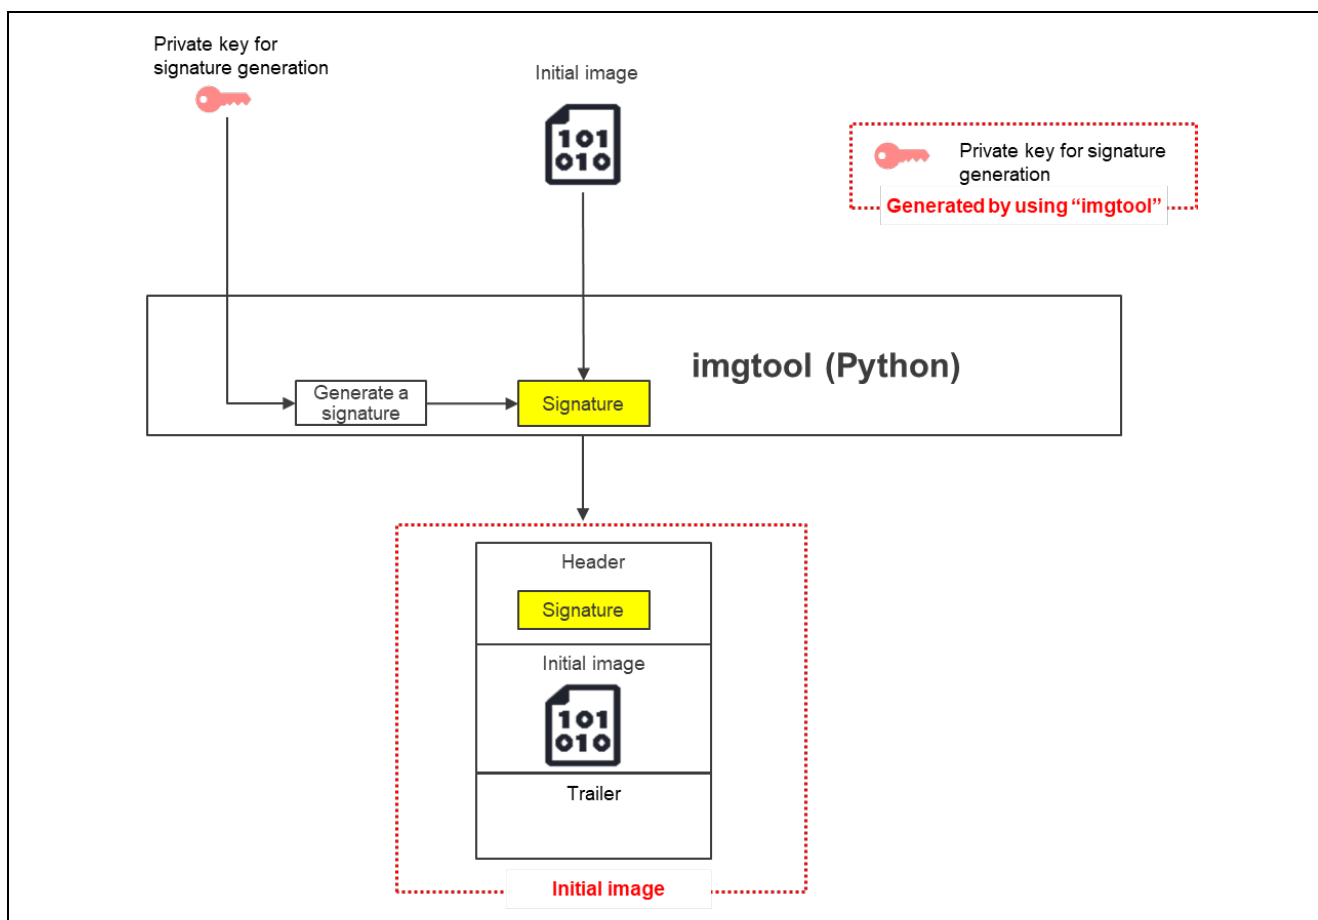 Private key for
signature generation
Initial image
101
010
Private key for signature
generation
Generated by using “imgtool”
imgtool (Python)
Generate a
signature
Signature
Header
Signature
Initial image
101
010
Trailer
Initial image